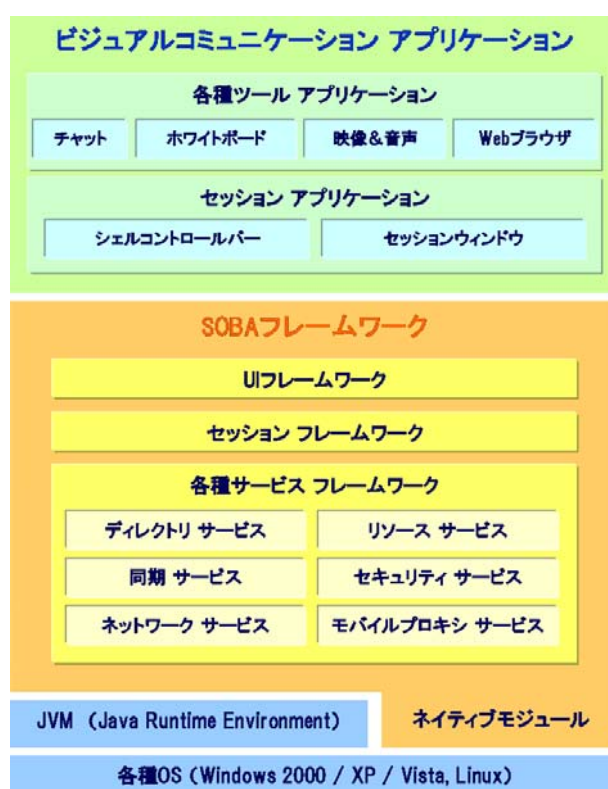 ビジュアルコミュニケーション アプリケーション
各種ツール アプリケーション
チャット
ホワイトボード
映像&音声
Webブラウザ
セッション アプリケーション
シェルコントロールバー
セッションウィンドウ
SOBAフレームワーク
UIフレームワーク
セッション フレームワーク
各種サービス フレームワーク
ディレクトリ サービス
リソース サービス
同期 サービス
セキュリティ サービス
ネットワーク サービス
モバイルプロキシ サービス
JVM （Java Runtime Environment）
ネイティブモジュール
各種OS（Windows 2000 / XP / Vista, Linux）